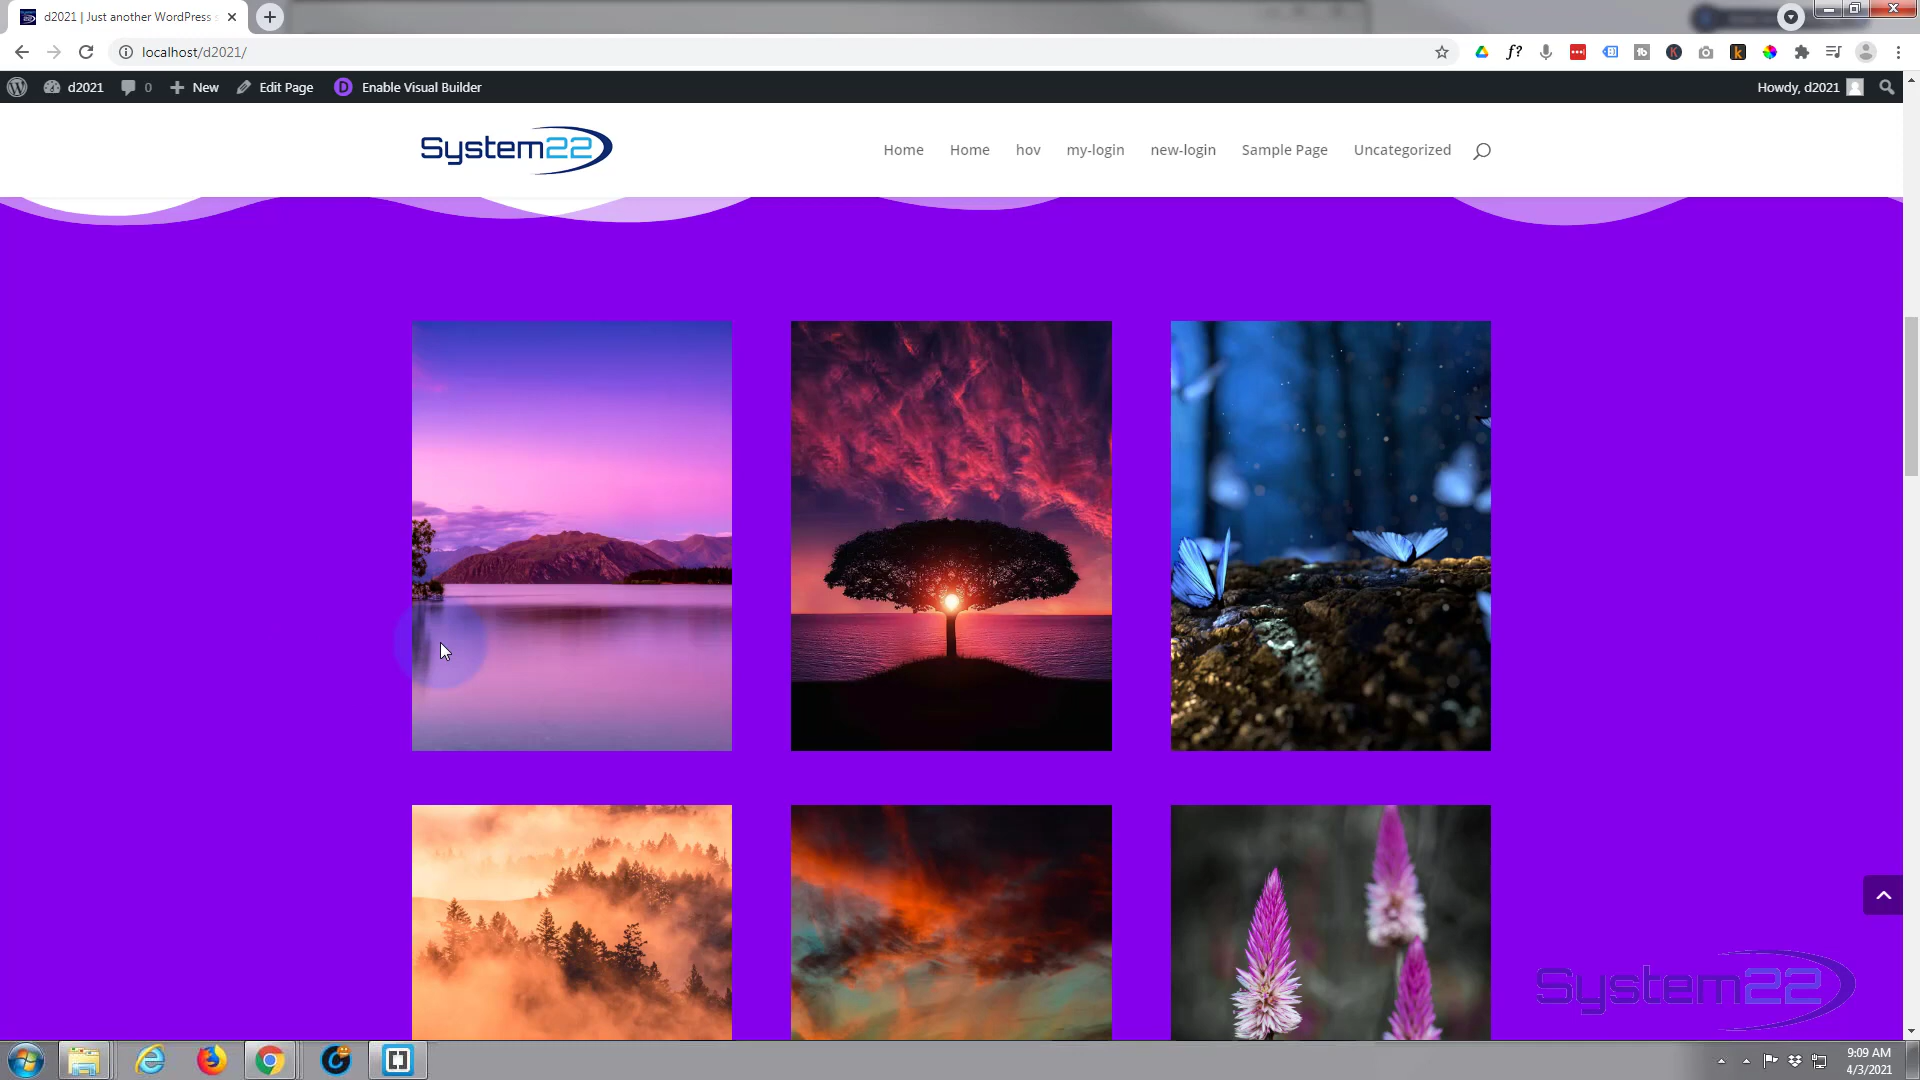 d2021 | Just another WordPress s
localhost/d2021/
d2021
0
New
Edit Page
Enable Visual Builder
Howdy, d2021
System22
Home
Home
hov
my-login
new-login
Sample Page
Uncategorized
System22
9:09 AM
4/3/2021